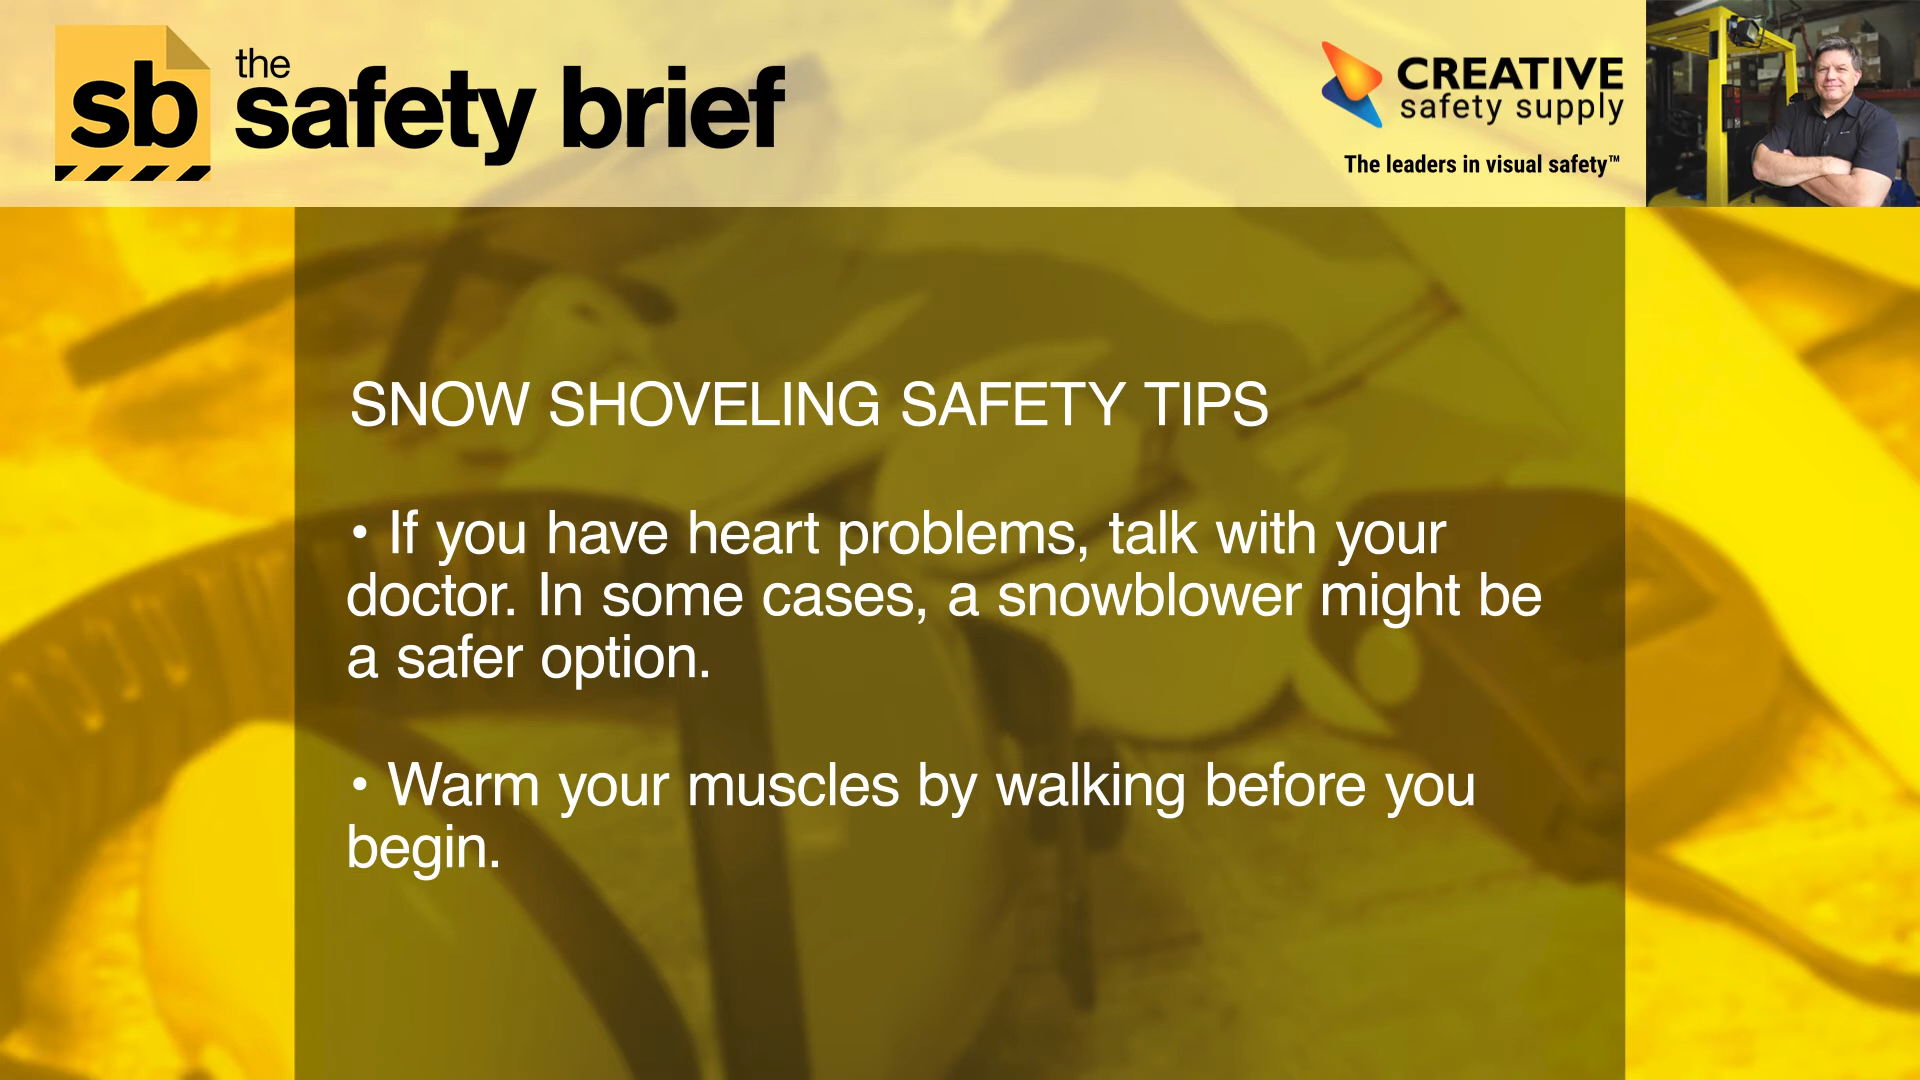 sb
the
safety brief
CREATIVE
safety supply
The leaders in visual safety™
SNOW SHOVELING SAFETY TIPS
• If you have heart problems, talk with your
doctor. In some cases, a snowblower might be
a safer option.
• Warm your muscles by walking before you
begin.